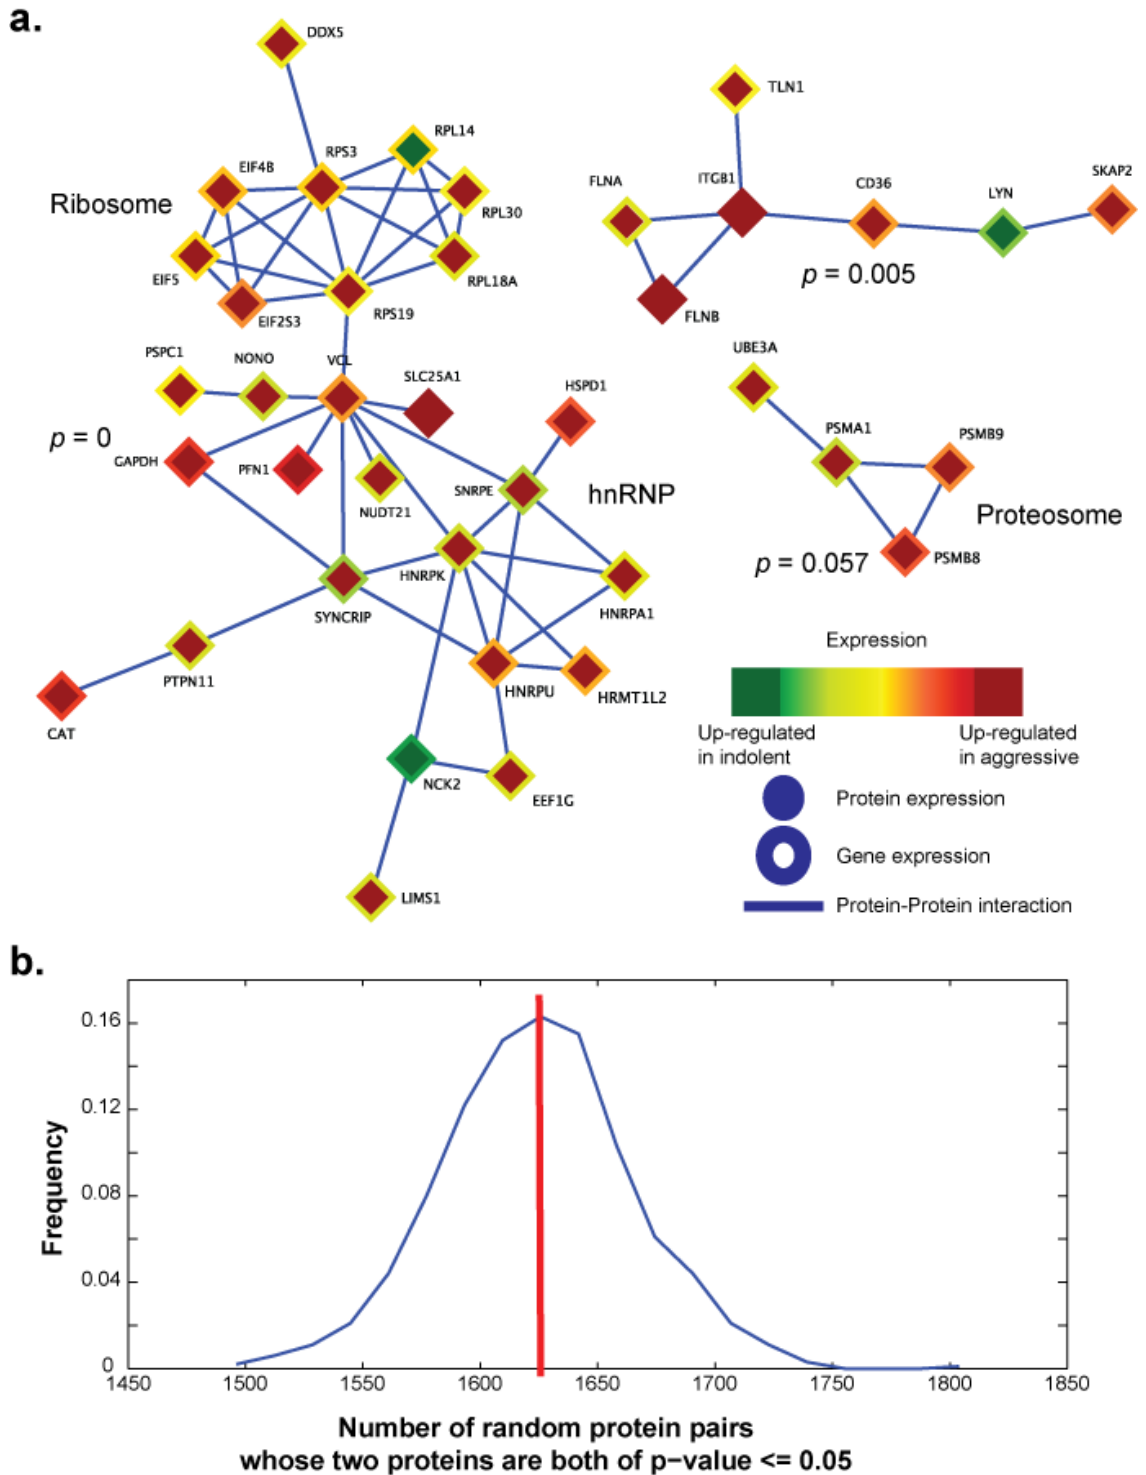 a.
DDX5
RPL14
RPS3
EIF4B
Ribosome
RPL30
EIF5
RPL18A
EIF2S3
RPS19
TLN1
FLNA
ITGB1
CD36
LYN
SKAP2
p = 0.005
FLNB
PSPC1
NONO
VCL
SLC25A1
HSPD1
p = 0
GAPDH
PFN1
NUDT21
SNRPE
hnRNP
HNRPK
SYNCRIP
HNRPA1
PTPN11
HNRPU
HRMT1L2
CAT
NCK2
EEF1G
LIMS1
UBE3A
PSMA1
PSMB9
Proteosome
p = 0.057
PSMB8
Expression
Up-regulated
in indolent
Up-regulated
in aggressive
Protein expression
Gene expression
Protein-Protein interaction
b.
Frequency
0.16
0.12
0.08
0.04
0
1450 1500 1550 1600 1650 1700 1750 1800 1850
Number of random protein pairs
whose two proteins are both of p-value <= 0.05